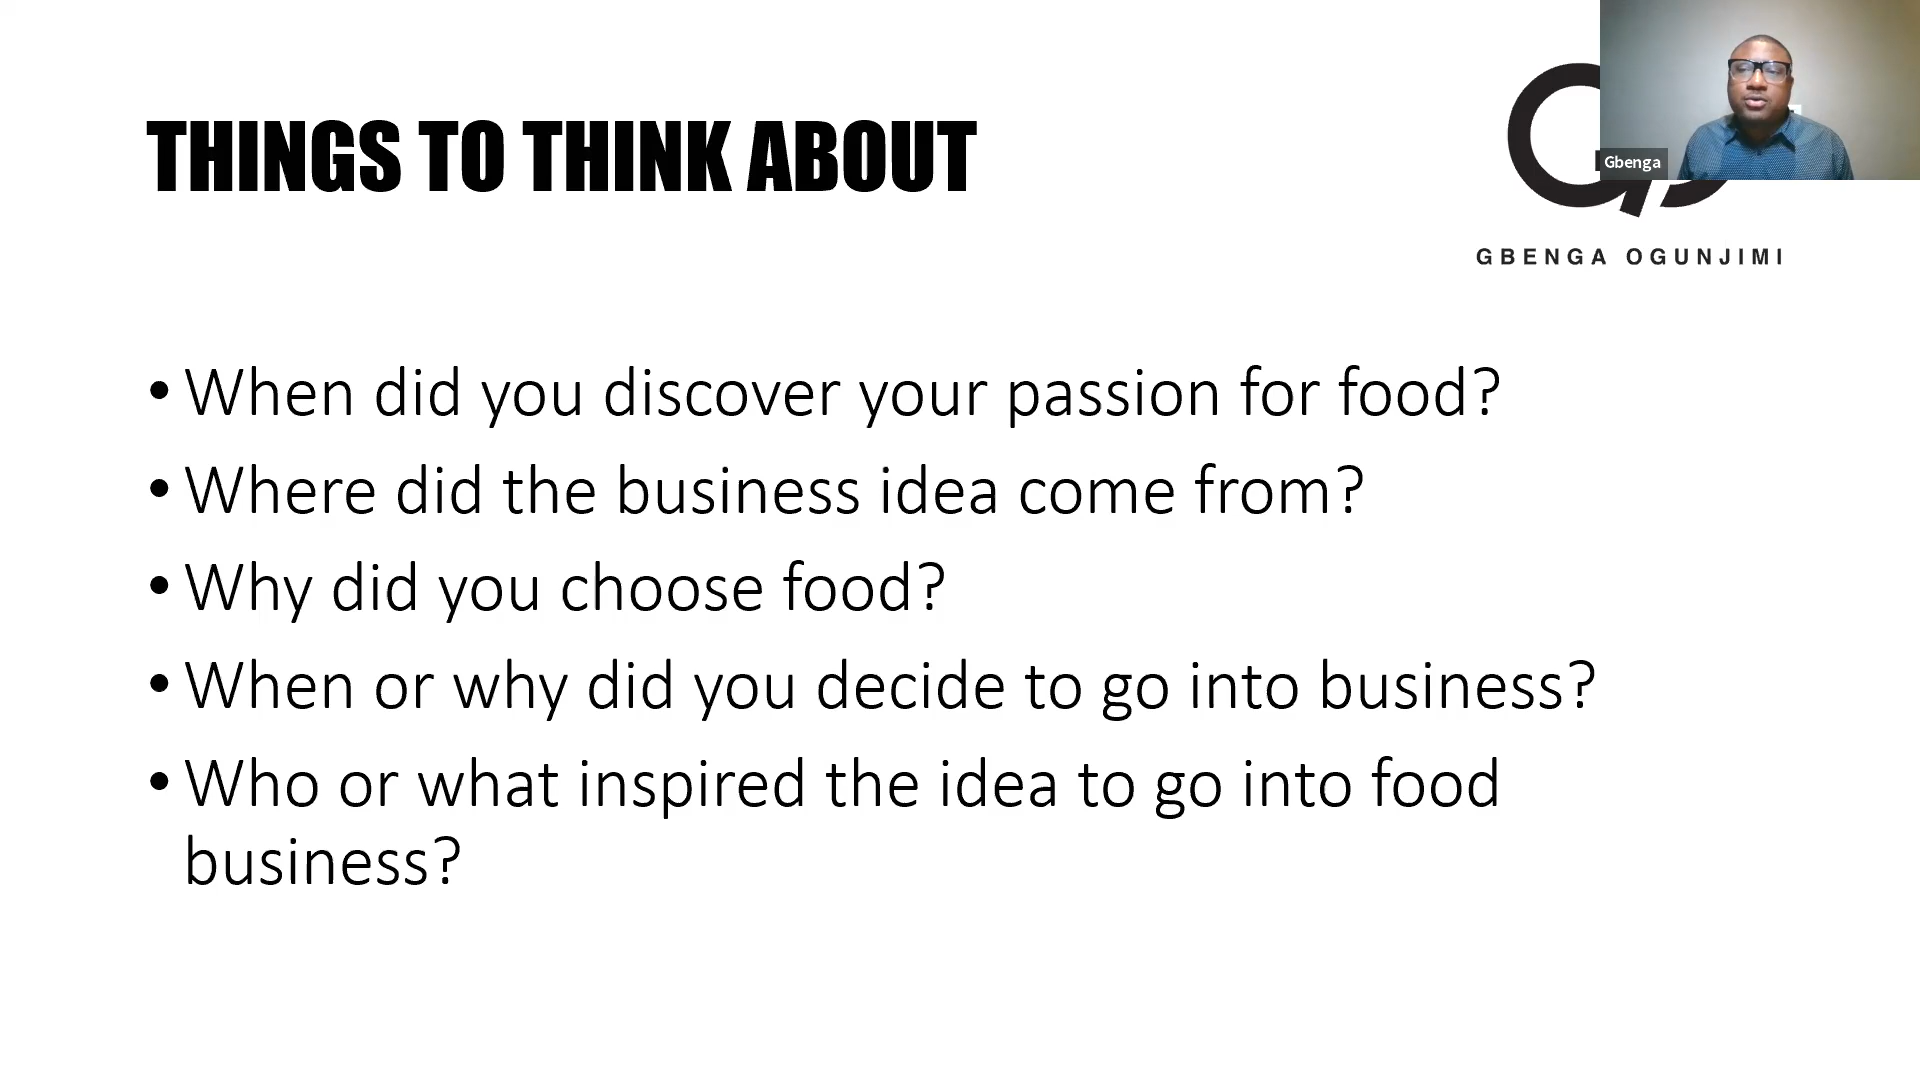 THINGS TO THINK ABOUT
Gbenga
GBENGA OGUNJIMI
• When did you discover your passion for food?
• Where did the business idea come from?
• Why did you choose food?
• When or why did you decide to go into business?
• Who or what inspired the idea to go into food
business?